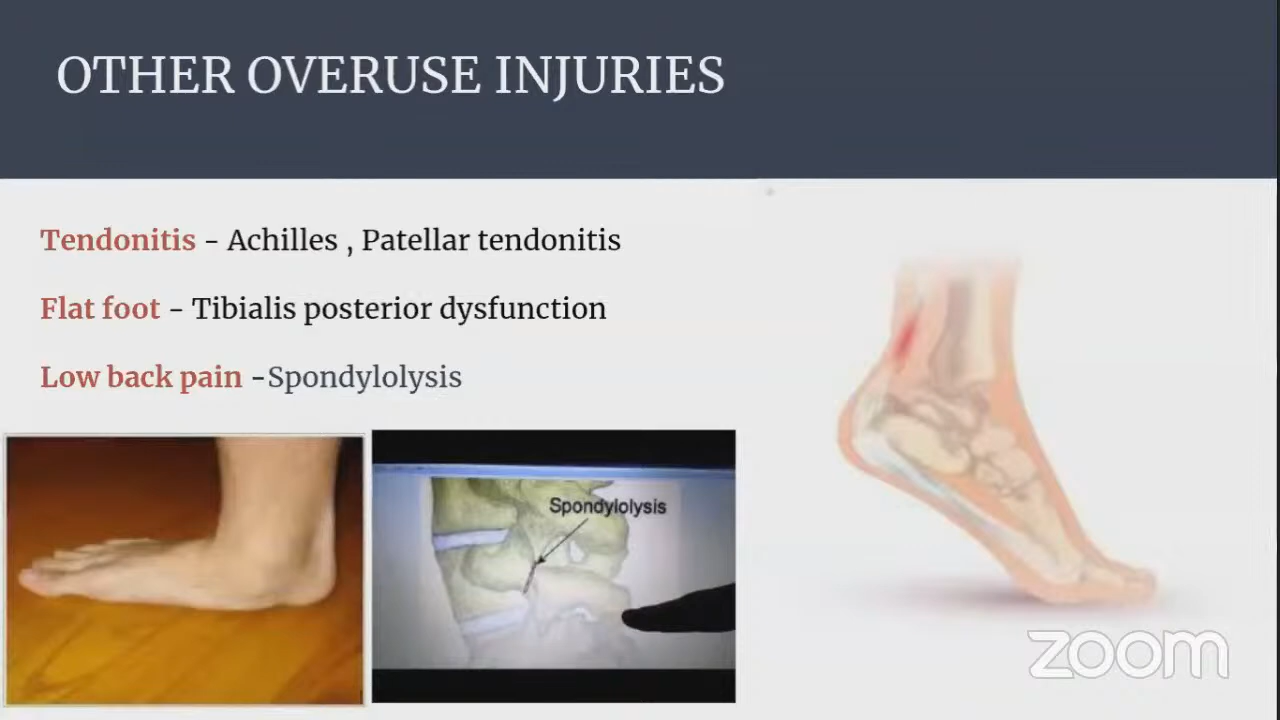 OTHER OVERUSE INJURIES
Tendonitis - Achilles , Patellar tendonitis
Flat foot - Tibialis posterior dysfunction
Low back pain -Spondylolysis
Spondylolysis
zoom